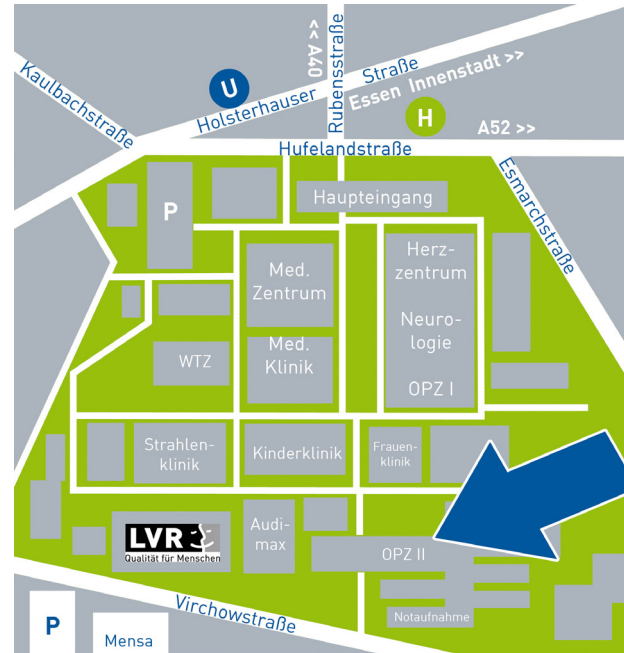 << A40
Kaulbachstraße
U
Holsterhauser
Straße
Rubensstraße
Essen Innenstadt >>
H
A52 >>
Hufelandstraße
Esmarchstraße
P
Haupteingang
Med.
Zentrum
Herz-
zentrum
Neuro-
logie
OPZ I
Med.
Klinik
WTZ
Strahlen-
klinik
Kinderklinik
Frauen-
klinik
LVR
Qualität für Menschen
Audi-
max
OPZ II
Notaufnahme
Virchowstraße
P
Mensa